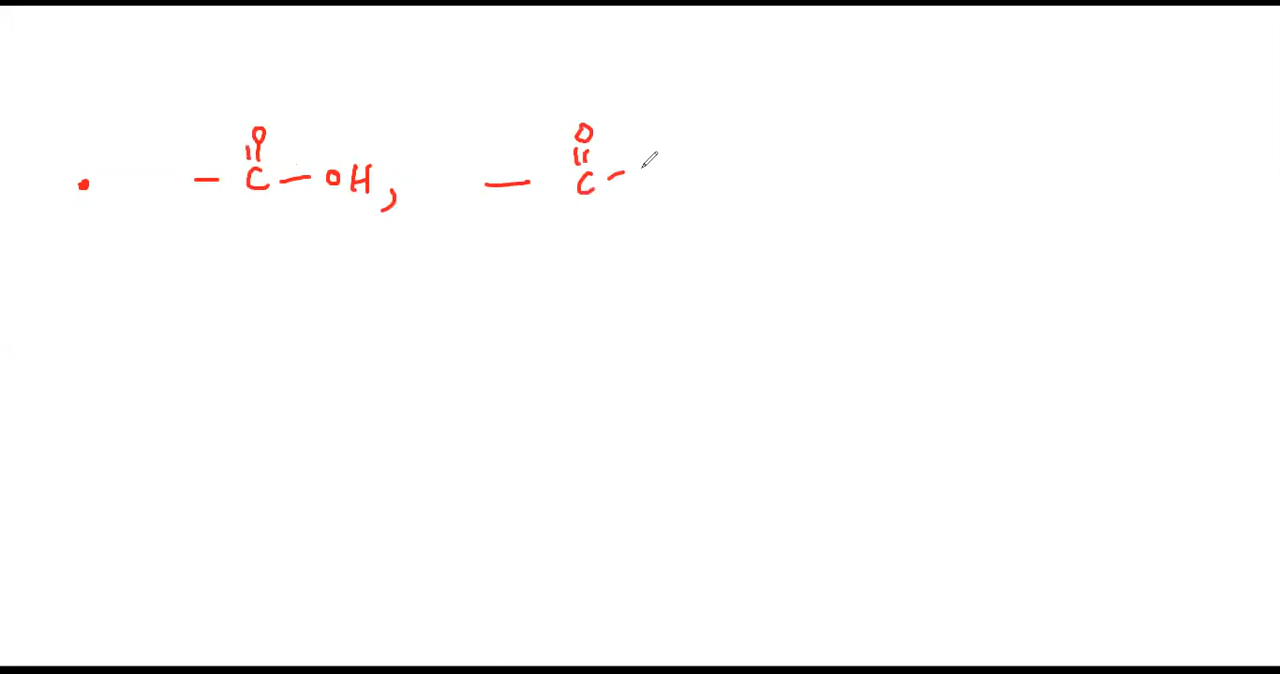 O O
|| ||
• — C — OH, — C —